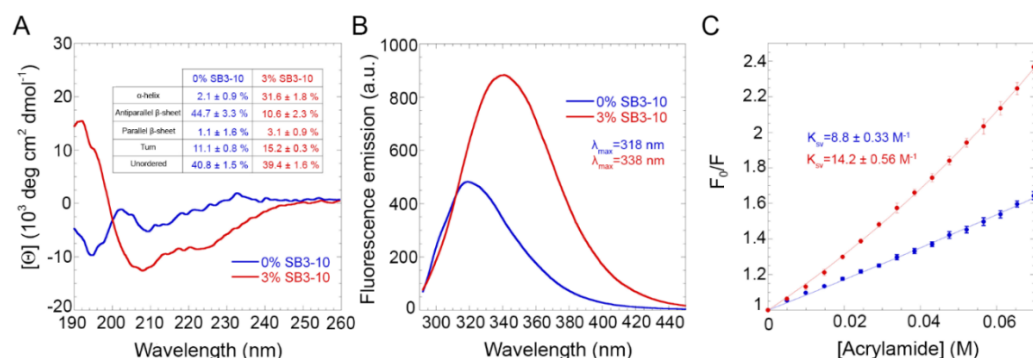 A
B
C
[Θ] (10³ deg cm² dmol⁻¹)
30
20
10
0
-10
-20
190 200 210 220 230 240 250 260
Wavelength (nm)
0% SB3-10 3% SB3-10
α-helix 2.1 ± 0.9 % 31.6 ± 1.8 %
Antiparallel β-sheet 44.7 ± 3.3 % 10.6 ± 2.3 %
Parallel β-sheet 1.1 ± 1.6 % 3.1 ± 0.9 %
Turn 11.1 ± 0.8 % 15.2 ± 0.3 %
Unordered 40.8 ± 1.5 % 39.4 ± 1.6 %
0% SB3-10
3% SB3-10
Fluorescence emission (a.u.)
1000
800
600
400
200
0
300 320 340 360 380 400 420 440
Wavelength (nm)
0% SB3-10
3% SB3-10
λmax=318 nm
λmax=338 nm
F₀/F
2.4
2.2
2.0
1.8
1.6
1.4
1.2
1
0 0.02 0.04 0.06
[Acrylamide] (M)
Ksv=8.8 ± 0.33 M⁻¹
Ksv=14.2 ± 0.56 M⁻¹